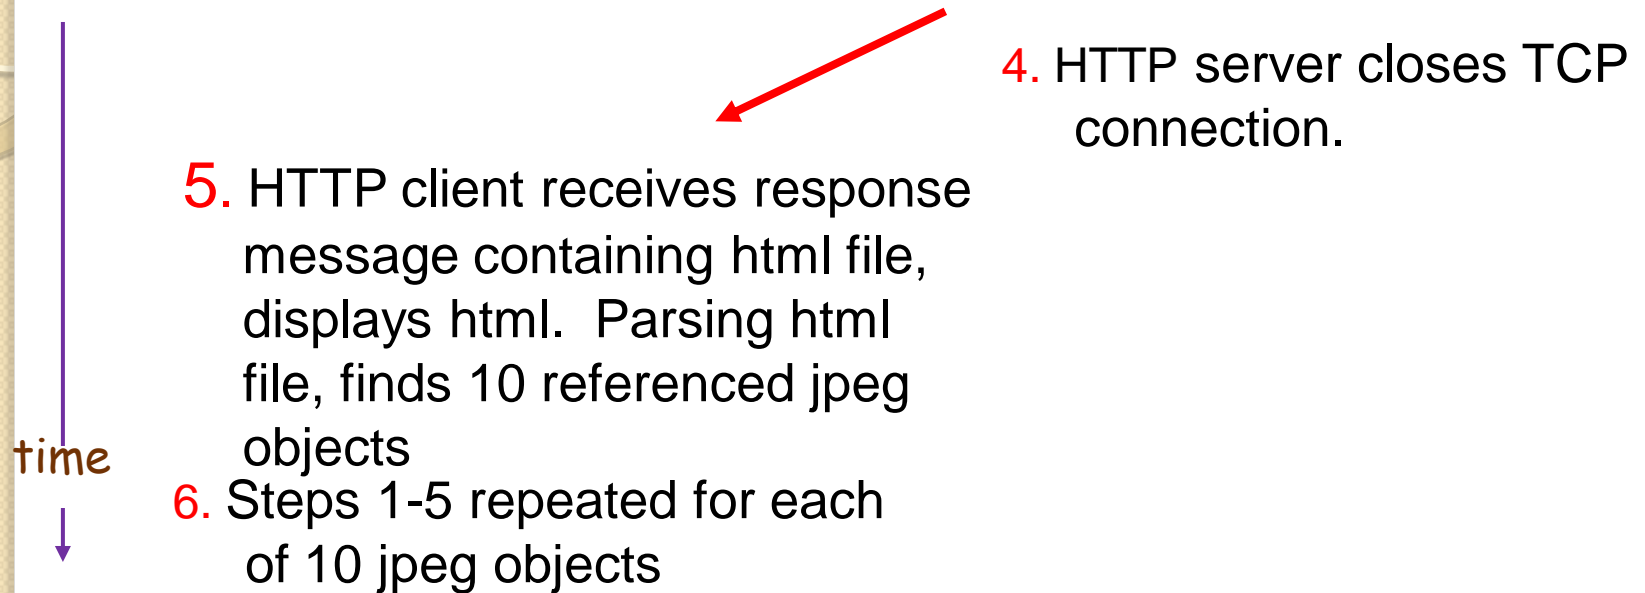 4. HTTP server closes TCP
connection.
5. HTTP client receives response
message containing html file,
displays html.  Parsing html
file, finds 10 referenced jpeg
objects
time
6. Steps 1-5 repeated for each
of 10 jpeg objects